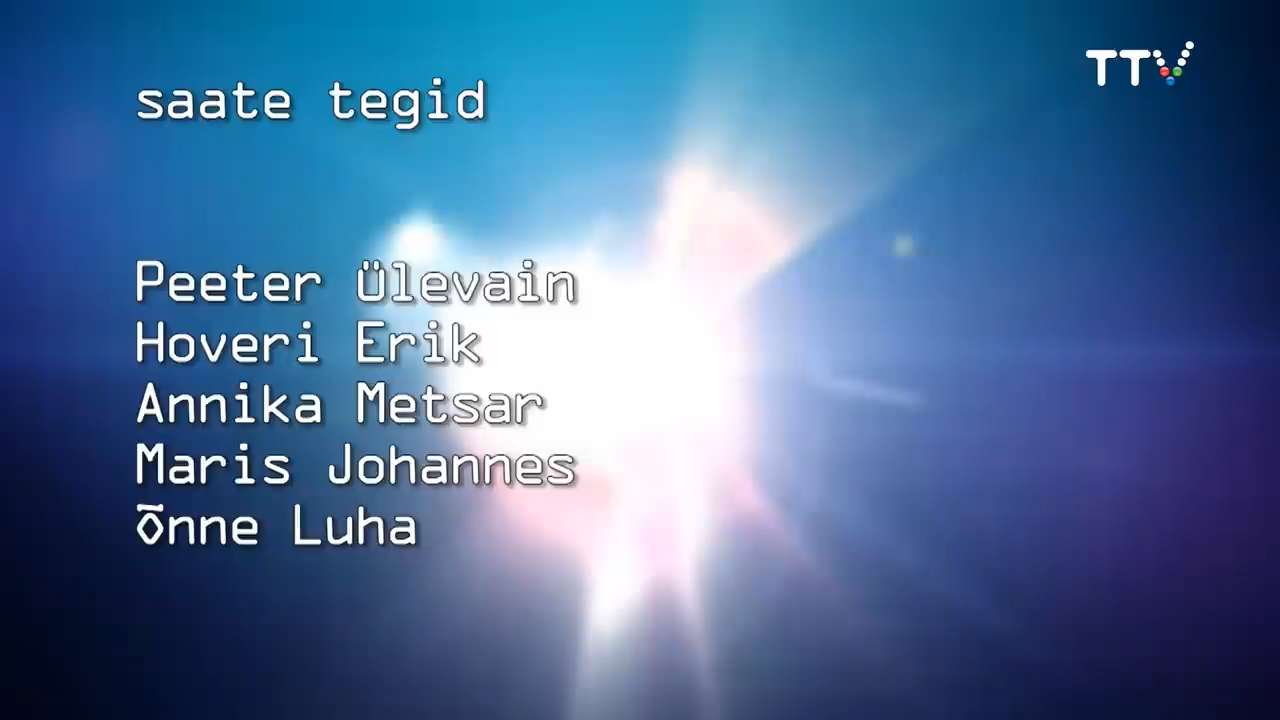 TTV
saate tegid
Peeter Ülevain
Hoveri Erik
Annika Metsar
Maris Johannes
Õnne Luha